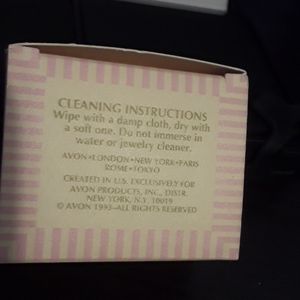 CLEANING INSTRUCTIONS
Wipe with a damp cloth, dry with
a soft one. Do not immerse in
water or jewelry cleaner.
AVON•LONDON•NEW YORK•PARIS
ROME•TOKYO
CREATED IN U.S. EXCLUSIVELY FOR
AVON PRODUCTS, INC., DISTR.
NEW YORK, N.Y. 10019
© AVON 1993–ALL RIGHTS RESERVED